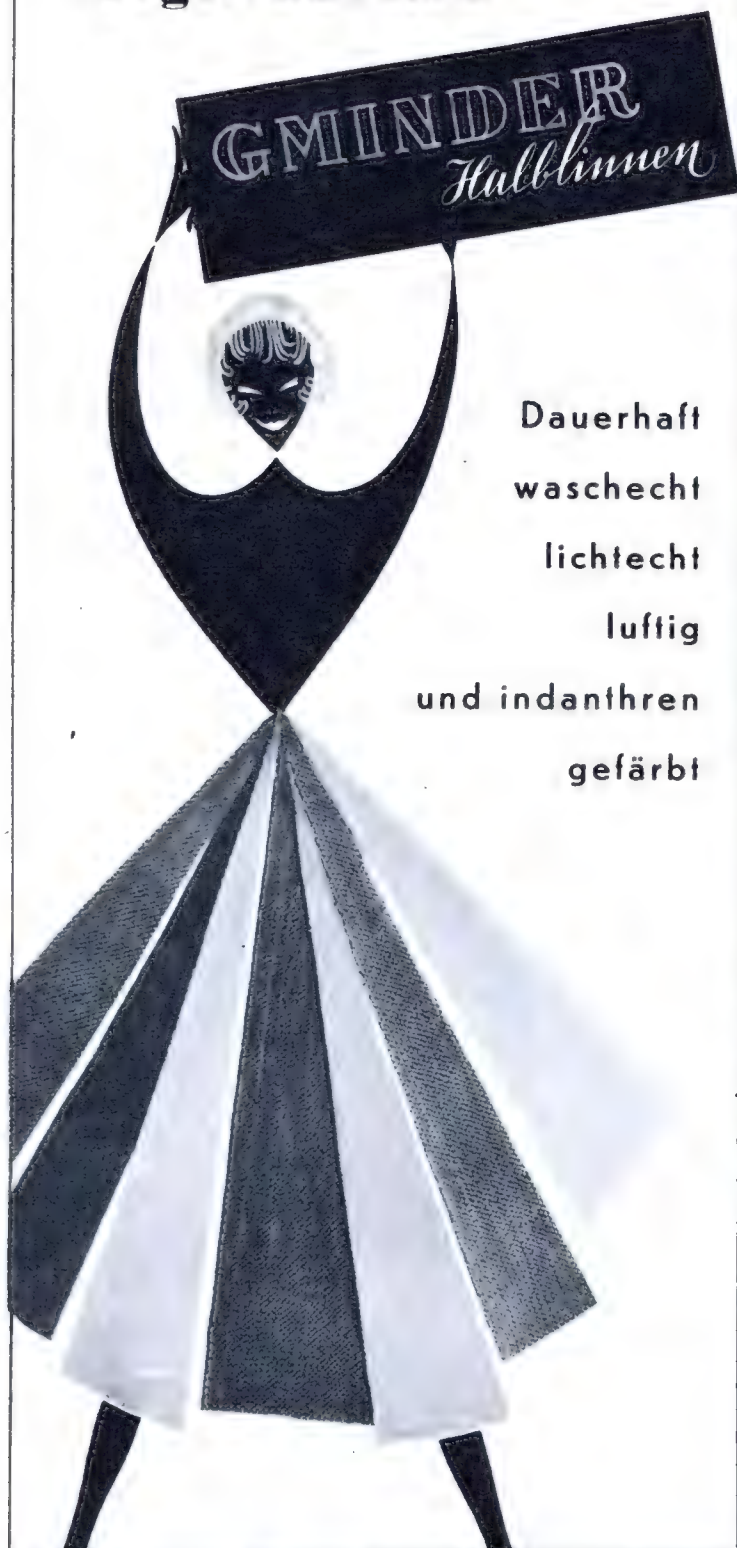 GMINDER
Halblinnen
Dauerhaft
waschecht
lichtecht
luftig
und indanthren
gefärbt